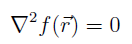 ∇²f(r⃗) = 0